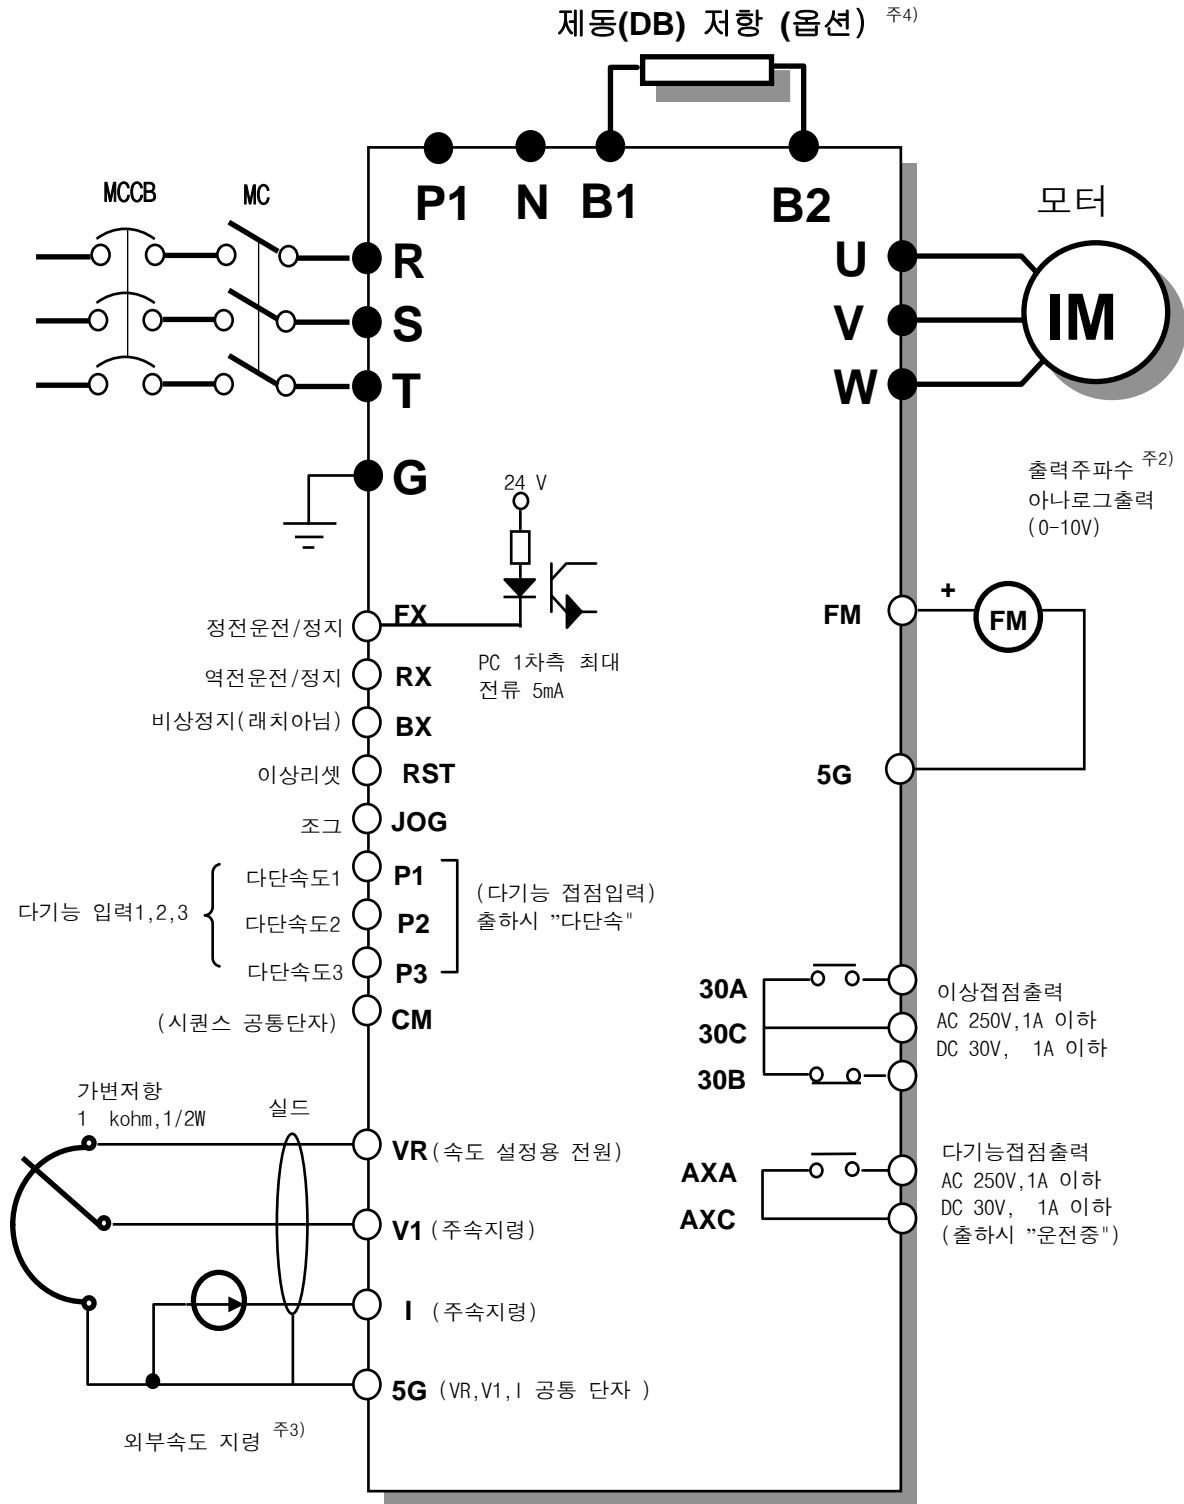 제동(DB) 저항 (옵션) 주4)
P1 N B1 B2
MCCB MC
모터
R
S
T
G
U
V
W
IM
24 V
출력주파수 주2)
아나로그출력
(0-10V)
정전운전/정지 FX
역전운전/정지 RX
비상정지(래치아님) BX
이상리셋 RST
조그 JOG
PC 1차측 최대
전류 5mA
FM + FM
5G
다기능 입력1,2,3
다단속도1 P1
다단속도2 P2
다단속도3 P3
(다기능 접점입력)
출하시 ”다단속"
(시퀀스 공통단자) CM
30A
30C
30B
이상접점출력
AC 250V,1A 이하
DC 30V, 1A 이하
가변저항
1 kohm,1/2W
실드
VR (속도 설정용 전원)
V1 (주속지령)
I (주속지령)
5G (VR,V1,I 공통 단자 )
AXA
AXC
다기능접점출력
AC 250V,1A 이하
DC 30V, 1A 이하
(출하시 ”운전중")
외부속도 지령 주3)